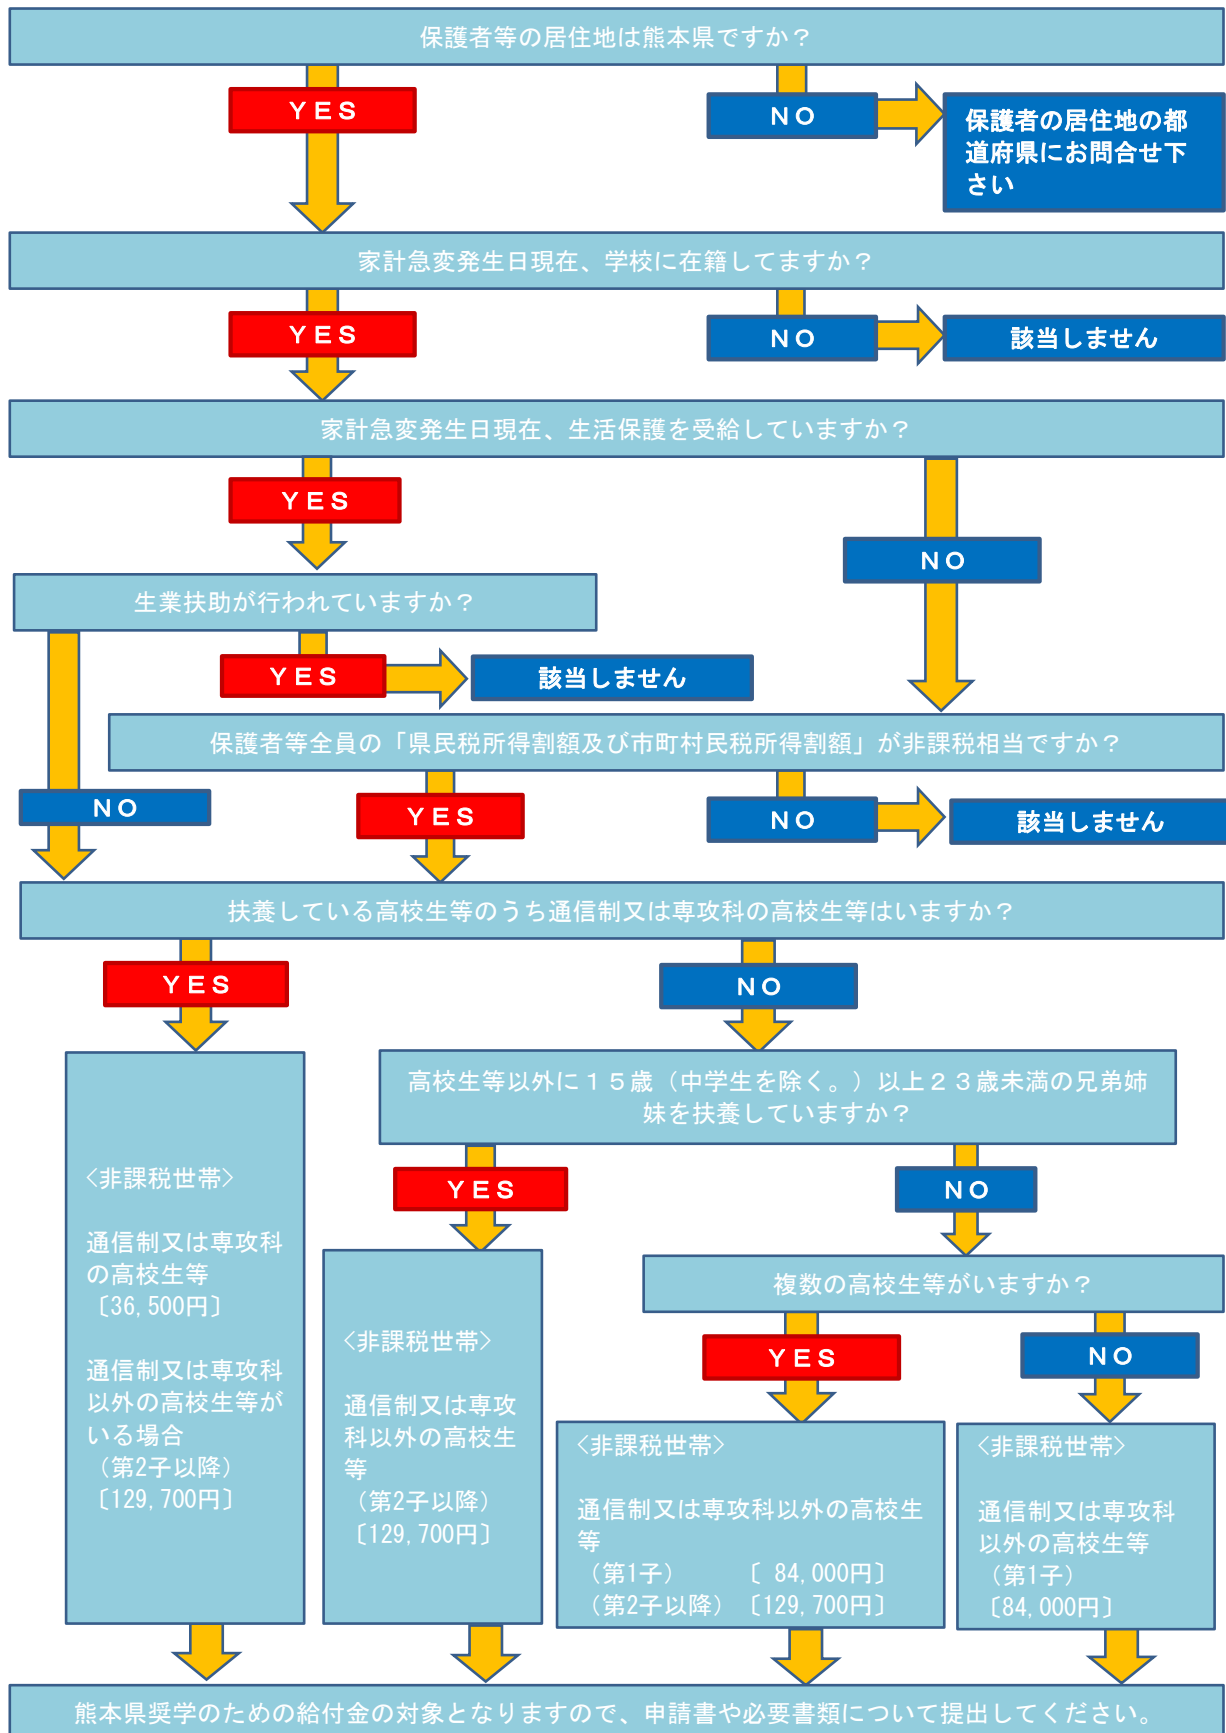 保護者等の居住地は熊本県ですか？
ＹＥＳ
ＮＯ
保護者の居住地の都
道府県にお問合せ下
さい
家計急変発生日現在、学校に在籍してますか？
ＹＥＳ
ＮＯ
該当しません
家計急変発生日現在、生活保護を受給していますか？
ＹＥＳ
ＮＯ
生業扶助が行われていますか？
ＹＥＳ
該当しません
保護者等全員の「県民税所得割額及び市町村民税所得割額」が非課税相当ですか？
ＮＯ
ＹＥＳ
ＮＯ
該当しません
扶養している高校生等のうち通信制又は専攻科の高校生等はいますか？
ＹＥＳ
ＮＯ
高校生等以外に１５歳（中学生を除く。）以上２３歳未満の兄弟姉
妹を扶養していますか？
ＹＥＳ
ＮＯ
複数の高校生等がいますか？
ＹＥＳ
ＮＯ
〈非課税世帯〉
通信制又は専攻科
の高校生等
〔36,500円〕
通信制又は専攻科
以外の高校生等が
いる場合
（第2子以降）
〔129,700円〕
〈非課税世帯〉
通信制又は専攻
科以外の高校生
等
（第2子以降）
〔129,700円〕
〈非課税世帯〉
通信制又は専攻科以外の高校生
等
（第1子）　　〔 84,000円〕
（第2子以降）〔129,700円〕
〈非課税世帯〉
通信制又は専攻科
以外の高校生等
（第1子）
〔84,000円〕
熊本県奨学のための給付金の対象となりますので、申請書や必要書類について提出してください。